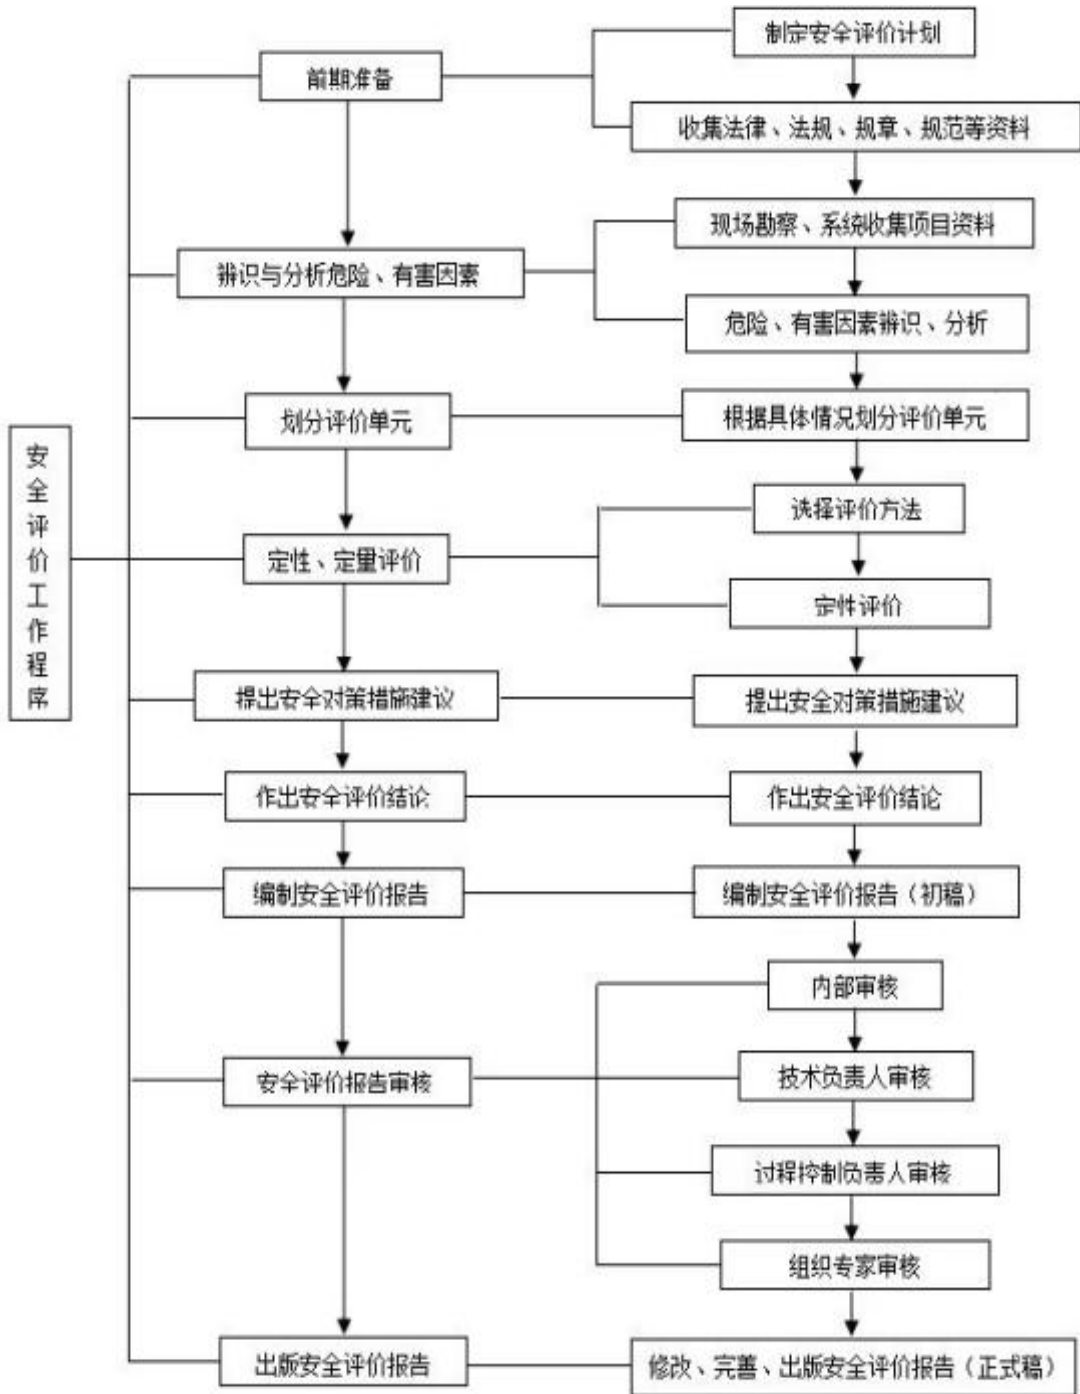 安全评价工作程序
前期准备
制定安全评价计划
收集法律、法规、规章、规范等资料
辨识与分析危险、有害因素
现场勘察、系统收集项目资料
危险、有害因素辨识、分析
划分评价单元
根据具体情况划分评价单元
定性、定量评价
选择评价方法
定性评价
提出安全对策措施建议
提出安全对策措施建议
作出安全评价结论
作出安全评价结论
编制安全评价报告
编制安全评价报告（初稿）
安全评价报告审核
内部审核
技术负责人审核
过程控制负责人审核
组织专家审核
出版安全评价报告
修改、完善、出版安全评价报告（正式稿）